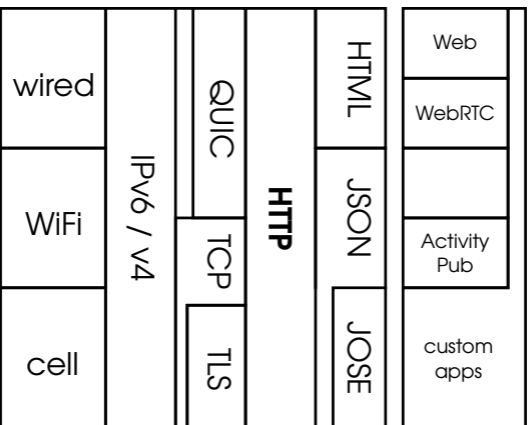 wired
WiFi
cell
IPv6 / v4
QUIC
TCP
TLS
HTTP
HTML
JSON
JOSE
Web
WebRTC
Activity
Pub
custom
apps